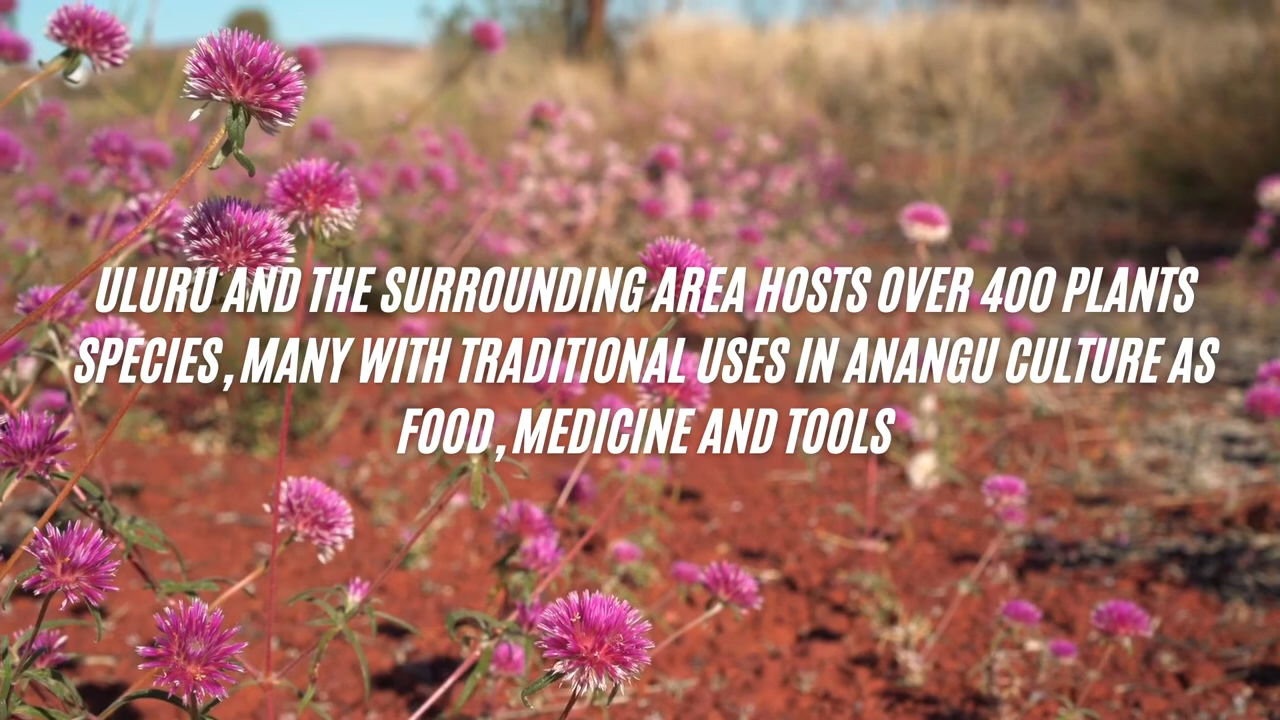 ULURU AND THE SURROUNDING AREA HOSTS OVER 400 PLANTS
SPECIES, MANY WITH TRADITIONAL USES IN ANANGU CULTURE AS
FOOD, MEDICINE AND TOOLS